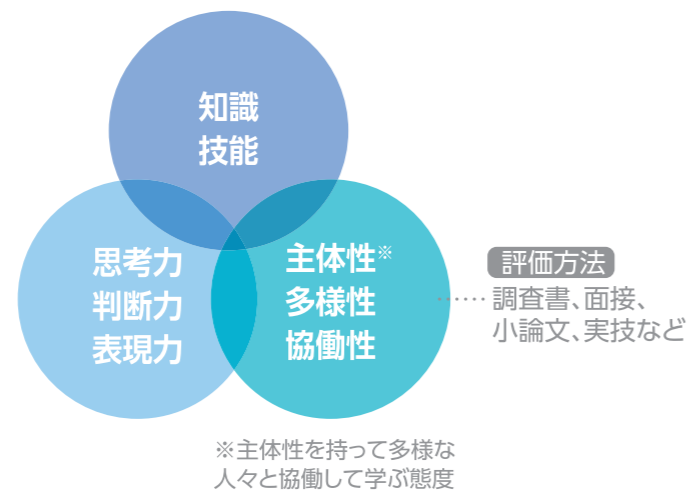 知識
技能
思考力
判断力
表現力
主体性※
多様性
協働性
評価方法
……調査書、面接、
小論文、実技など
※主体性を持って多様な
人々と協働して学ぶ態度